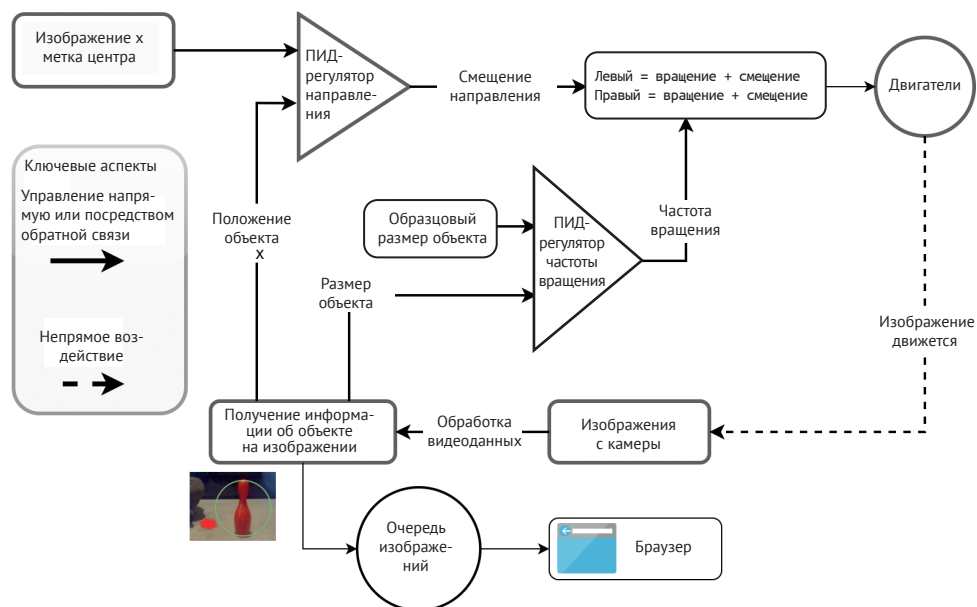 Изображение x
метка центра
ПИД-
регулятор
направле-
ния
Смещение
направления
Левый = вращение + смещение
Правый = вращение + смещение
Двигатели
Ключевые аспекты
Управление напря-
мую или посредством
обратной связи
Непрямое воз-
действие
Положение
объекта
x
Образцовый
размер объекта
ПИД-
регулятор
частоты
вращения
Частота
вращения
Размер
объекта
Изображение
движется
Получение информа-
ции об объекте
на изображении
Обработка
видеоданных
Изображения
с камеры
Очередь
изображе-
ний
Браузер